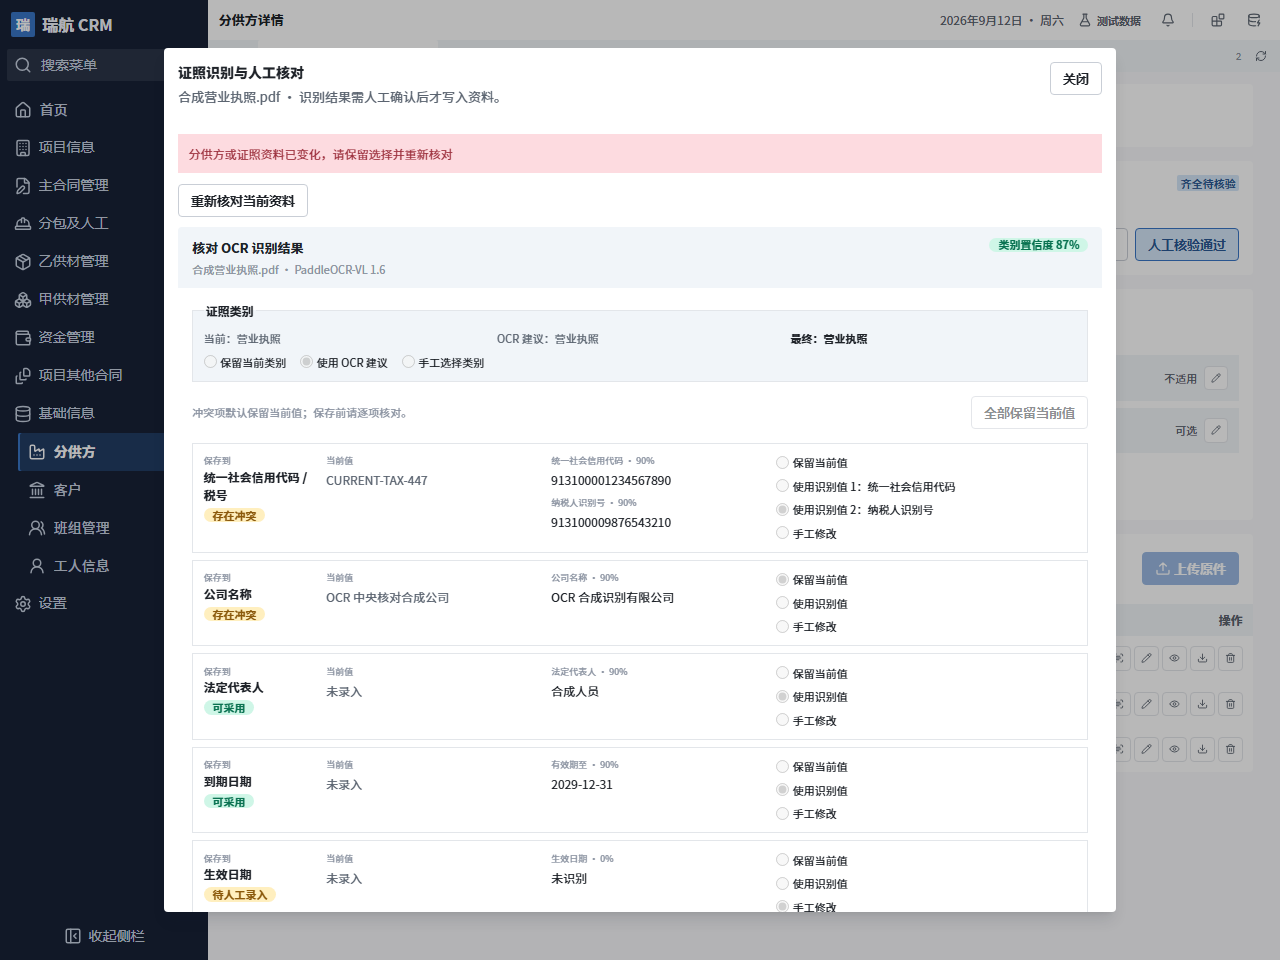 瑞 瑞航 CRM
搜索菜单
首页
项目信息
主合同管理
分包及人工
乙供材管理
甲供材管理
资金管理
项目其他合同
基础信息
分供方
客户
班组管理
工人信息
设置
收起侧栏
分供方详情
2026年9月12日 · 周六 测试数据
2
齐全待核验
人工核验通过
不适用
可选
上传原件
操作
证照识别与人工核对
合成营业执照.pdf · 识别结果需人工确认后才写入资料。
关闭
分供方或证照资料已变化，请保留选择并重新核对
重新核对当前资料
核对 OCR 识别结果
合成营业执照.pdf · PaddleOCR-VL 1.6
类别置信度 87%
证照类别
当前：营业执照 OCR 建议：营业执照 最终：营业执照
保留当前类别 使用 OCR 建议 手工选择类别
冲突项默认保留当前值；保存前请逐项核对。
全部保留当前值
保存到
统一社会信用代码 /
税号
存在冲突
当前值
CURRENT-TAX-447
统一社会信用代码 · 90%
913100001234567890
纳税人识别号 · 90%
913100009876543210
保留当前值
使用识别值 1：统一社会信用代码
使用识别值 2：纳税人识别号
手工修改
保存到
公司名称
存在冲突
当前值
OCR 中央核对合成公司
公司名称 · 90%
OCR 合成识别有限公司
保留当前值
使用识别值
手工修改
保存到
法定代表人
可采用
当前值
未录入
法定代表人 · 90%
合成人员
保留当前值
使用识别值
手工修改
保存到
到期日期
可采用
当前值
未录入
有效期至 · 90%
2029-12-31
保留当前值
使用识别值
手工修改
保存到
生效日期
待人工录入
当前值
未录入
生效日期 · 0%
未识别
保留当前值
使用识别值
手工修改